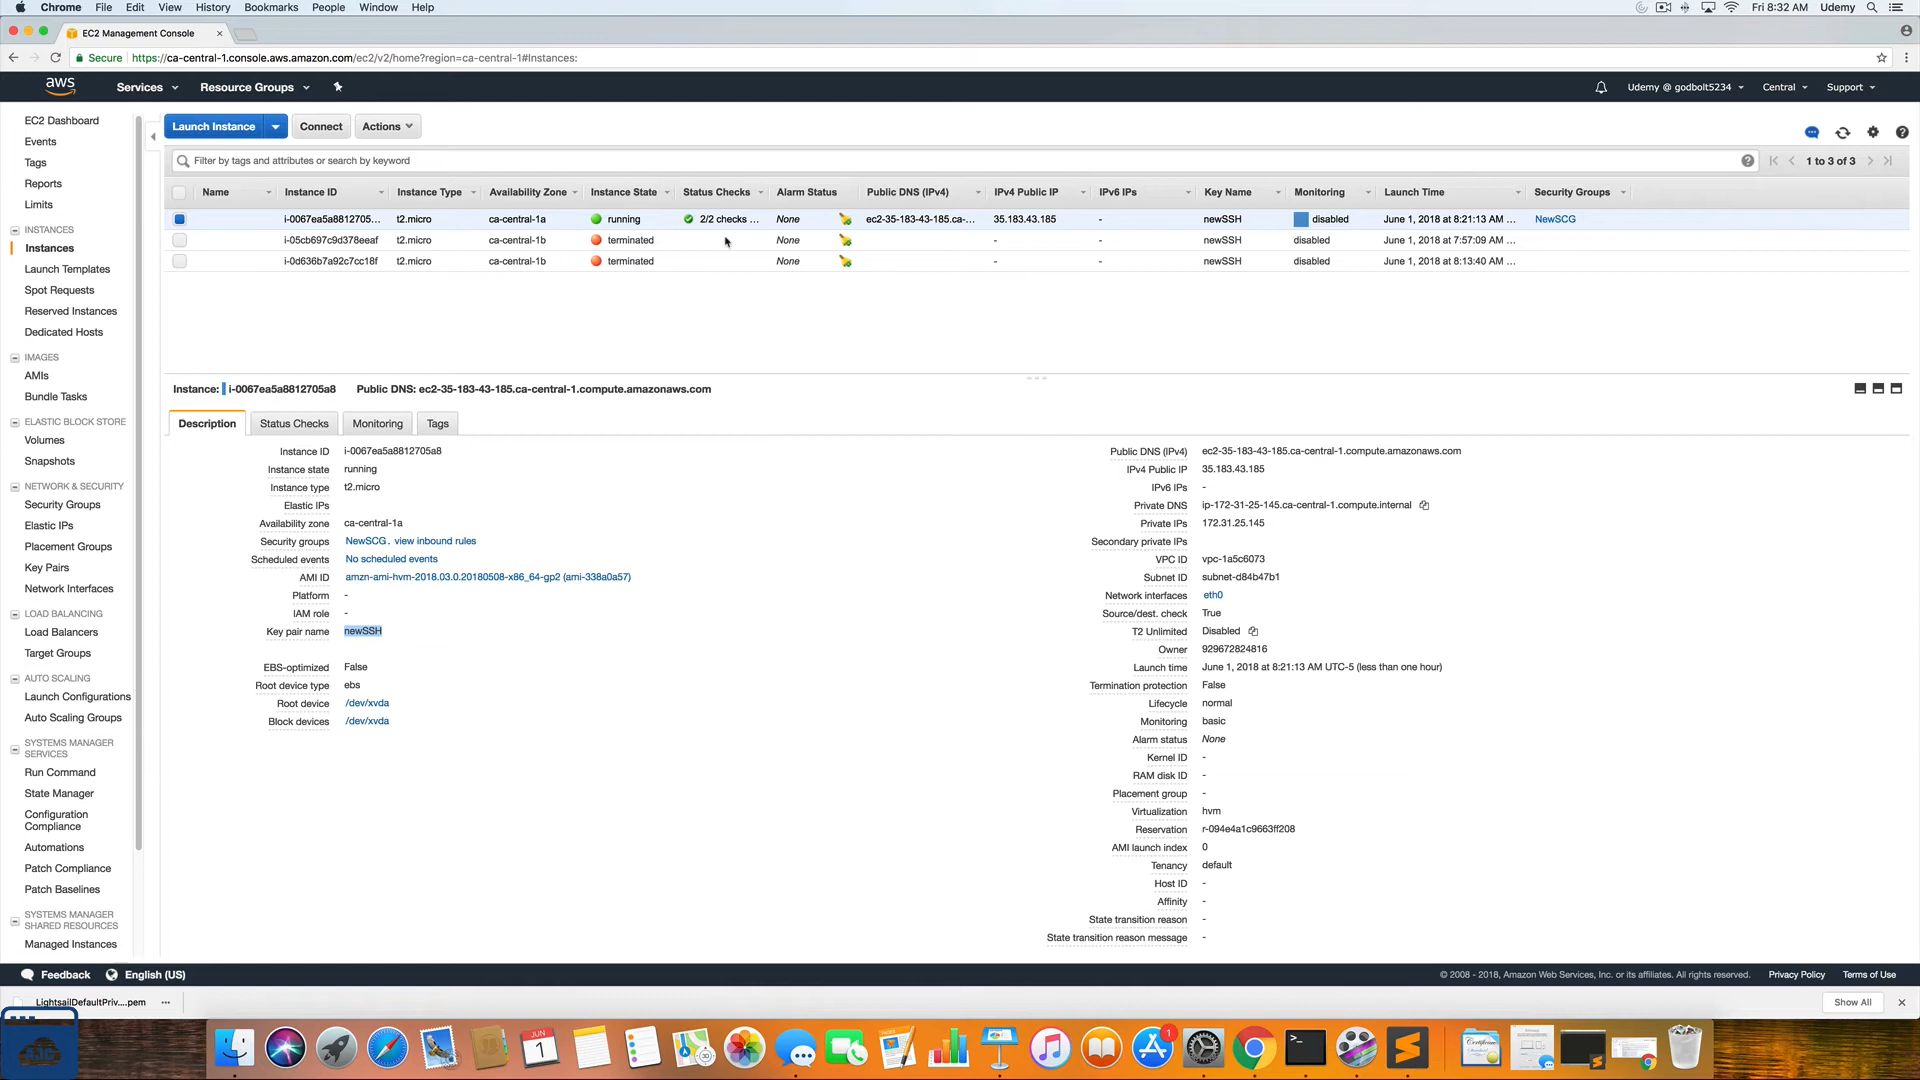 Chrome File Edit View History Bookmarks People Window Help Fri 8:32 AM Udemy
EC2 Management Console
Secure https://ca-central-1.console.aws.amazon.com/ec2/v2/home?region=ca-central-1#Instances:
aws Services Resource Groups Udemy @ godbolt5234 Central Support
EC2 Dashboard
Events
Tags
Reports
Limits
INSTANCES
Instances
Launch Templates
Spot Requests
Reserved Instances
Dedicated Hosts
IMAGES
AMIs
Bundle Tasks
ELASTIC BLOCK STORE
Volumes
Snapshots
NETWORK & SECURITY
Security Groups
Elastic IPs
Placement Groups
Key Pairs
Network Interfaces
LOAD BALANCING
Load Balancers
Target Groups
AUTO SCALING
Launch Configurations
Auto Scaling Groups
SYSTEMS MANAGER
SERVICES
Run Command
State Manager
Configuration
Compliance
Automations
Patch Compliance
Patch Baselines
SYSTEMS MANAGER
SHARED RESOURCES
Managed Instances
Launch Instance Connect Actions
Filter by tags and attributes or search by keyword 1 to 3 of 3
Name Instance ID Instance Type Availability Zone Instance State Status Checks Alarm Status Public DNS (IPv4) IPv4 Public IP IPv6 IPs Key Name Monitoring Launch Time Security Groups
i-0067ea5a8812705... t2.micro ca-central-1a running 2/2 checks ... None ec2-35-183-43-185.ca-... 35.183.43.185 - newSSH disabled June 1, 2018 at 8:21:13 AM ... NewSCG
i-05cb697c9d378eeaf t2.micro ca-central-1b terminated None - - newSSH disabled June 1, 2018 at 7:57:09 AM ...
i-0d636b7a92c7cc18f t2.micro ca-central-1b terminated None - - newSSH disabled June 1, 2018 at 8:13:40 AM ...
Instance: i-0067ea5a8812705a8 Public DNS: ec2-35-183-43-185.ca-central-1.compute.amazonaws.com
Description Status Checks Monitoring Tags
Instance ID i-0067ea5a8812705a8
Instance state running
Instance type t2.micro
Elastic IPs
Availability zone ca-central-1a
Security groups NewSCG . view inbound rules
Scheduled events No scheduled events
AMI ID amzn-ami-hvm-2018.03.0.20180508-x86_64-gp2 (ami-338a0a57)
Platform -
IAM role -
Key pair name newSSH
EBS-optimized False
Root device type ebs
Root device /dev/xvda
Block devices /dev/xvda
Public DNS (IPv4) ec2-35-183-43-185.ca-central-1.compute.amazonaws.com
IPv4 Public IP 35.183.43.185
IPv6 IPs -
Private DNS ip-172-31-25-145.ca-central-1.compute.internal
Private IPs 172.31.25.145
Secondary private IPs
VPC ID vpc-1a5c6073
Subnet ID subnet-d84b47b1
Network interfaces eth0
Source/dest. check True
T2 Unlimited Disabled
Owner 929672824816
Launch time June 1, 2018 at 8:21:13 AM UTC-5 (less than one hour)
Termination protection False
Lifecycle normal
Monitoring basic
Alarm status None
Kernel ID -
RAM disk ID -
Placement group -
Virtualization hvm
Reservation r-094e4a1c9663ff208
AMI launch index 0
Tenancy default
Host ID -
Affinity -
State transition reason -
State transition reason message -
Feedback English (US) © 2008 - 2018, Amazon Web Services, Inc. or its affiliates. All rights reserved. Privacy Policy Terms of Use
LightsailDefaultPriv....pem Show All
JUN
1
3D
1